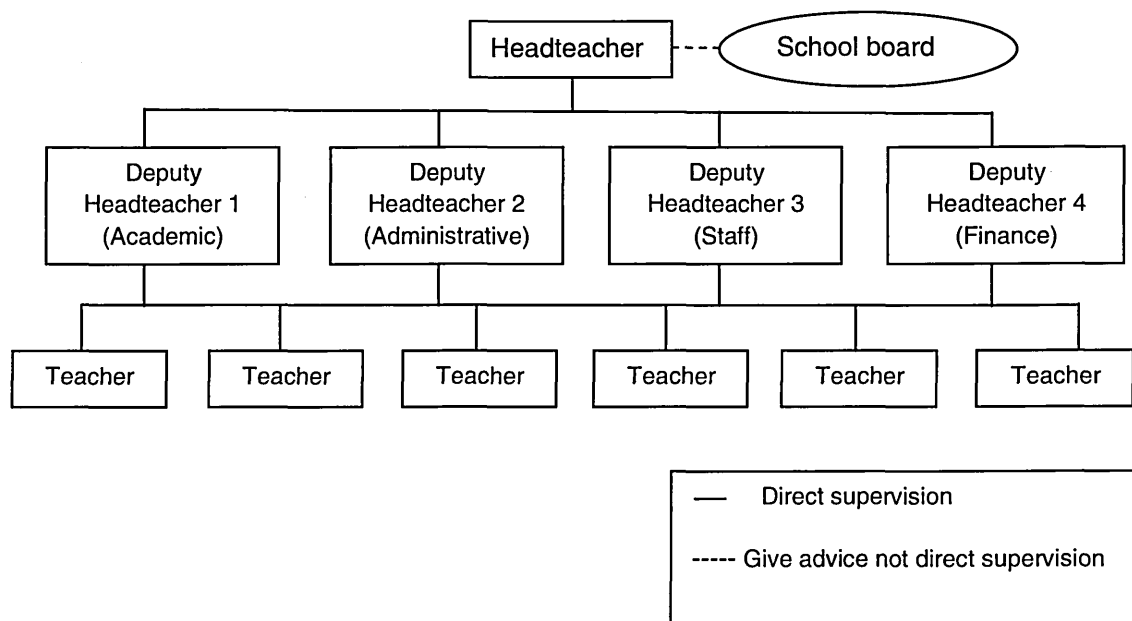 Headteacher
School board
Deputy
Headteacher 1
(Academic)
Deputy
Headteacher 2
(Administrative)
Deputy
Headteacher 3
(Staff)
Deputy
Headteacher 4
(Finance)
Teacher
Teacher
Teacher
Teacher
Teacher
Teacher
Direct supervision
Give advice not direct supervision